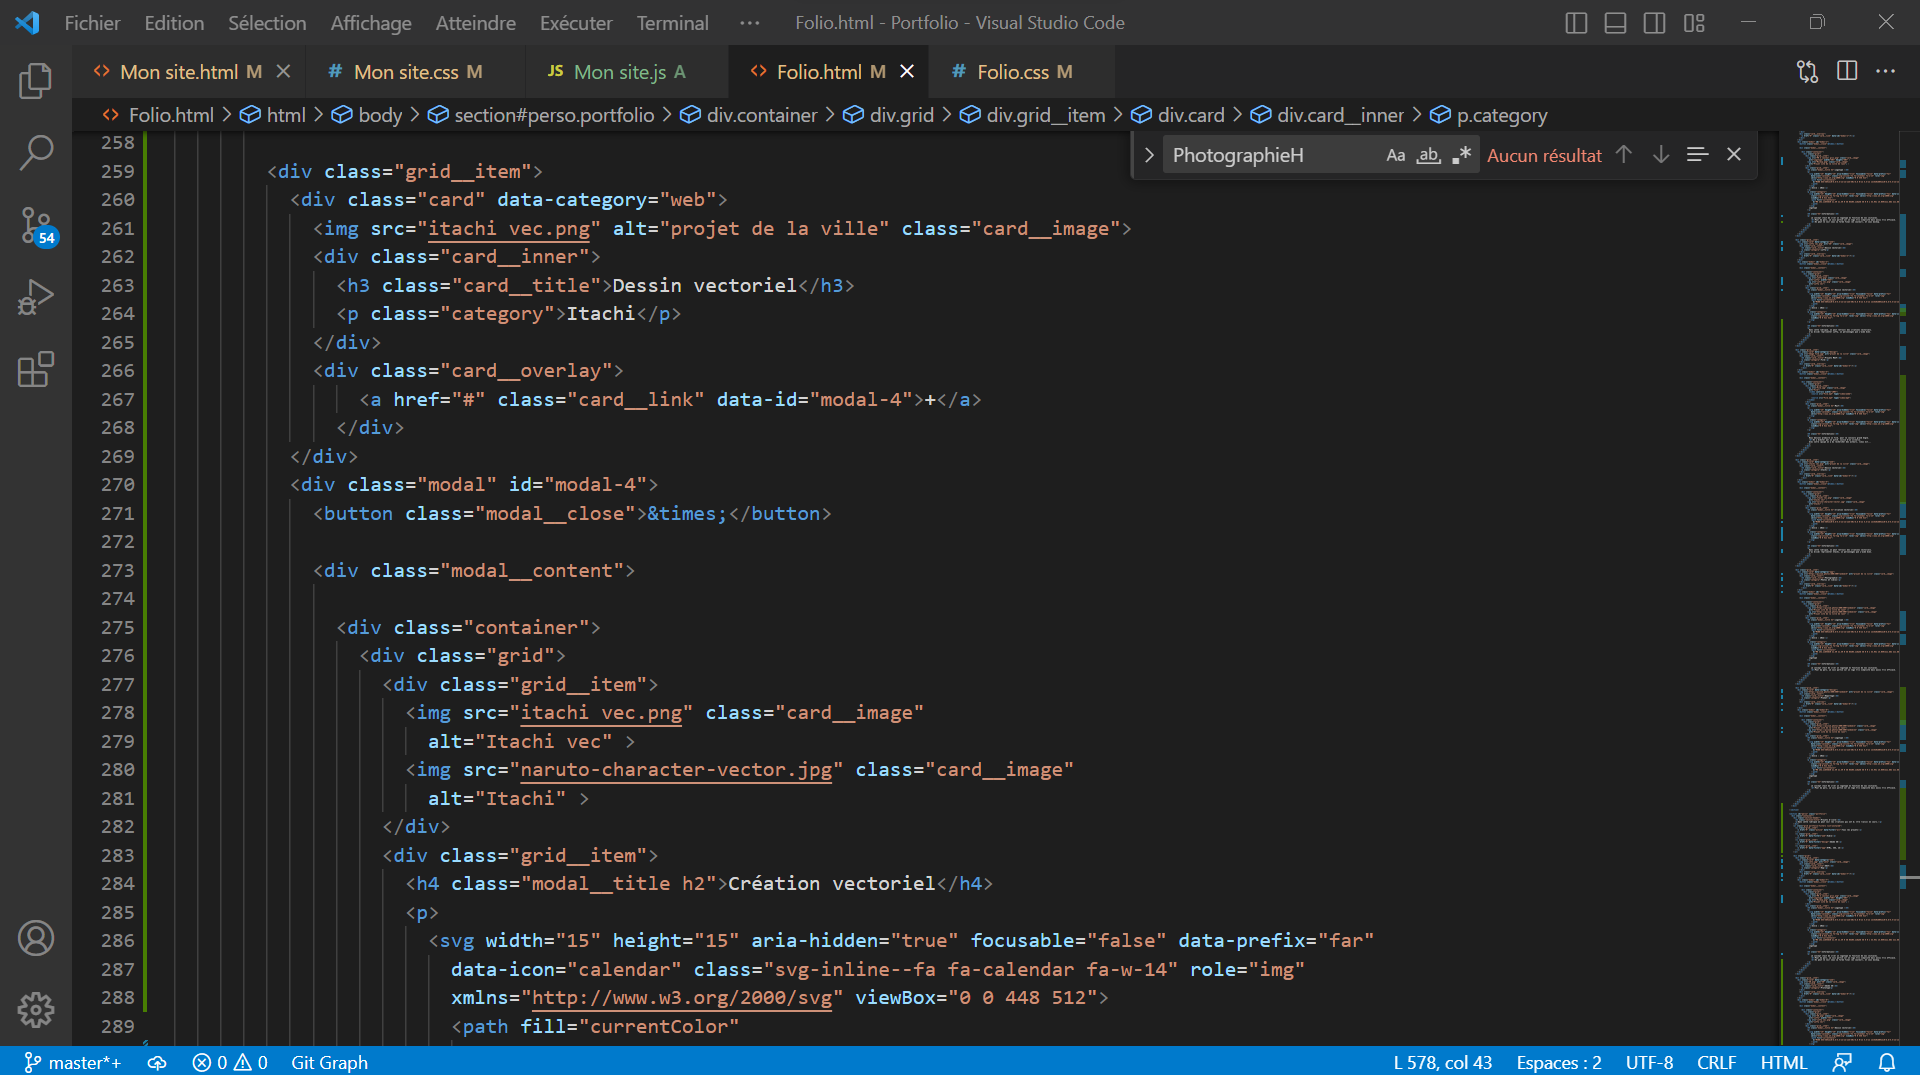 Fichier Edition Sélection Affichage Atteindre Exécuter Terminal ··· Folio.html - Portfolio - Visual Studio Code
Mon site.html M Mon site.css M JS Mon site.js A Folio.html M Folio.css M
Folio.html > html > body > section#perso.portfolio > div.container > div.grid > div.grid__item > div.card > div.card__inner > p.category
PhotographieH Aa ab .* Aucun résultat
258
259 <div class="grid__item">
260 <div class="card" data-category="web">
261 <img src="itachi vec.png" alt="projet de la ville" class="card__image">
262 <div class="card__inner">
263 <h3 class="card__title">Dessin vectoriel</h3>
264 <p class="category">Itachi</p>
265 </div>
266 <div class="card__overlay">
267 <a href="#" class="card__link" data-id="modal-4">+</a>
268 </div>
269 </div>
270 <div class="modal" id="modal-4">
271 <button class="modal__close">&times;</button>
272
273 <div class="modal__content">
274
275 <div class="container">
276 <div class="grid">
277 <div class="grid__item">
278 <img src="itachi vec.png" class="card__image"
279 alt="Itachi vec" >
280 <img src="naruto-character-vector.jpg" class="card__image"
281 alt="Itachi" >
282 </div>
283 <div class="grid__item">
284 <h4 class="modal__title h2">Création vectoriel</h4>
285 <p>
286 <svg width="15" height="15" aria-hidden="true" focusable="false" data-prefix="far"
287 data-icon="calendar" class="svg-inline--fa fa-calendar fa-w-14" role="img"
288 xmlns="http://www.w3.org/2000/svg" viewBox="0 0 448 512">
289 <path fill="currentColor"
54
master*+ 0 0 Git Graph L 578, col 43 Espaces : 2 UTF-8 CRLF HTML